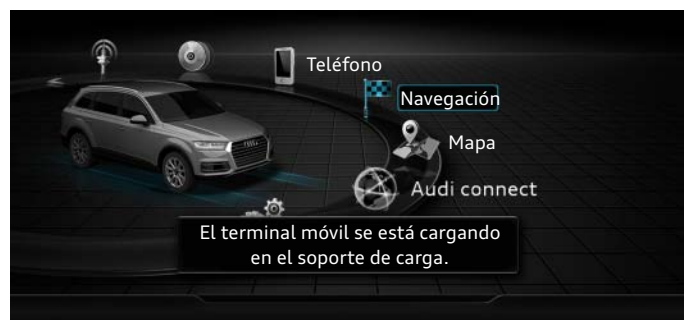 Teléfono
Navegación
Mapa
Audi connect
El terminal móvil se está cargando
en el soporte de carga.